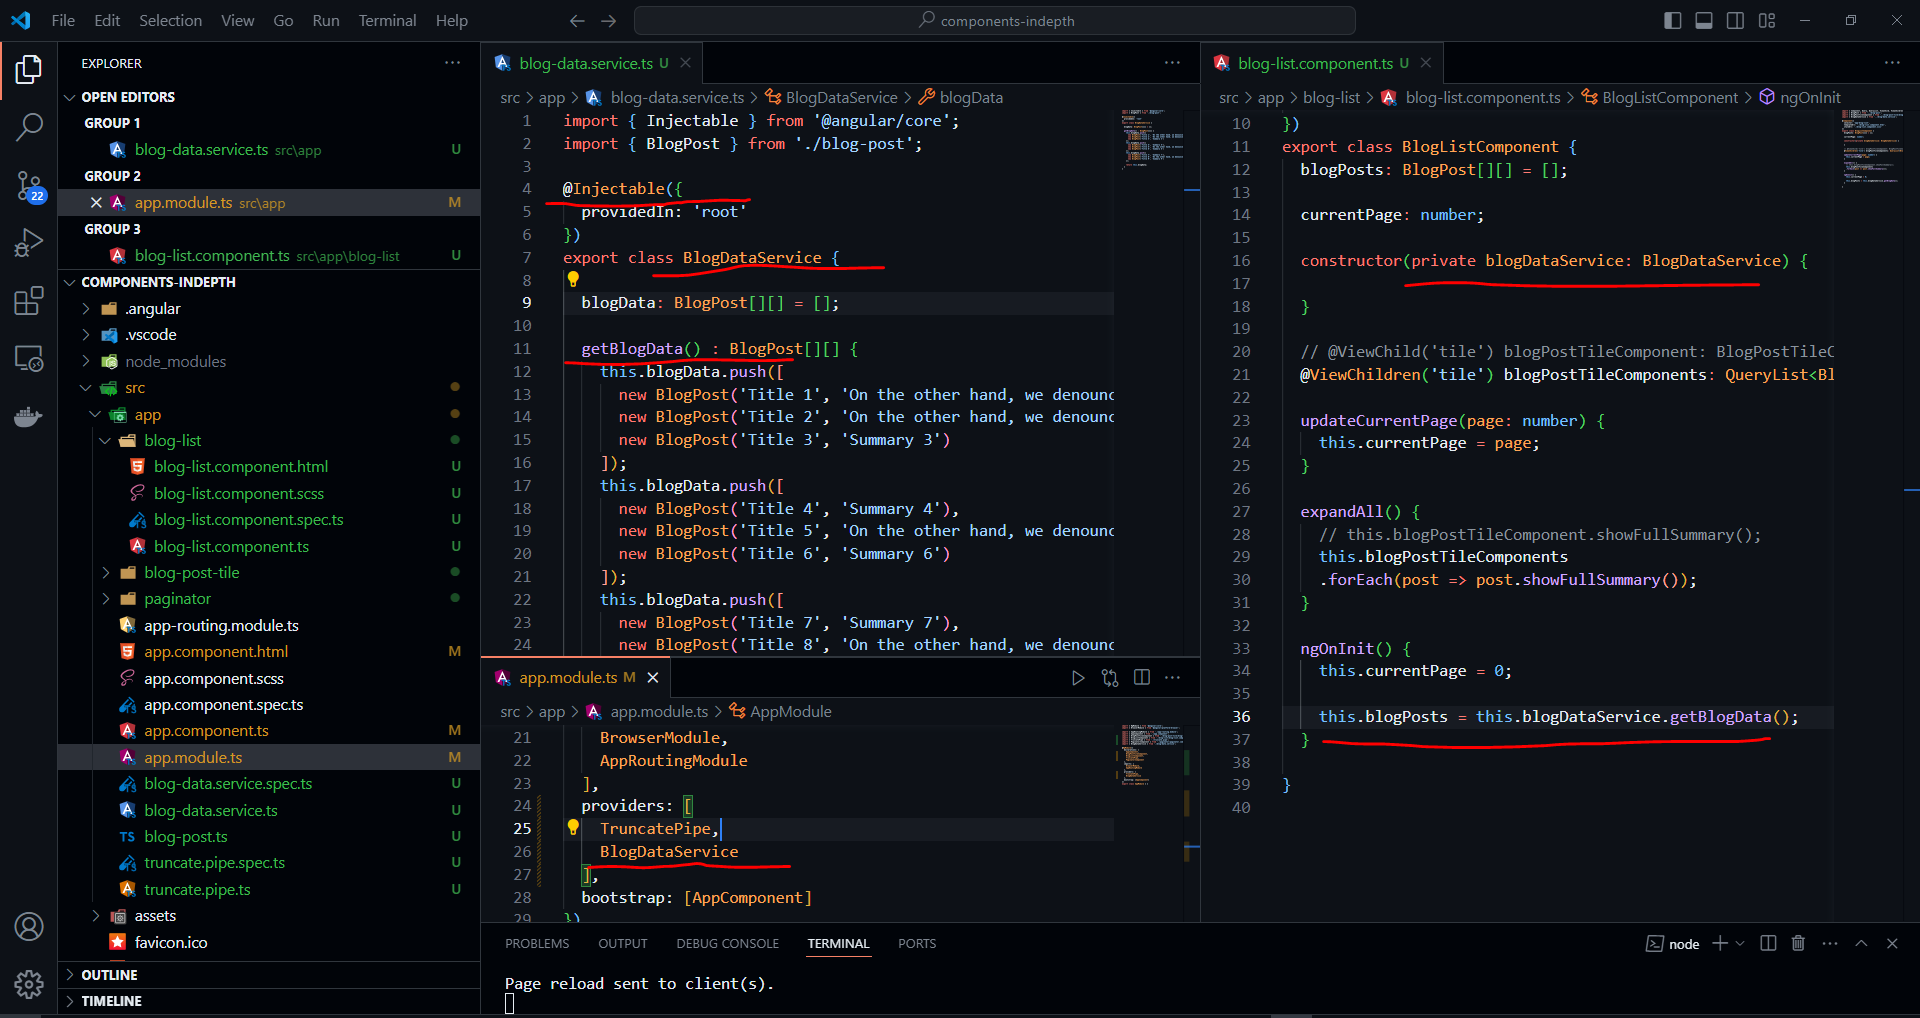 File Edit Selection View Go Run Terminal Help
components-indepth
EXPLORER
OPEN EDITORS
GROUP 1
blog-data.service.ts src\app U
GROUP 2
app.module.ts src\app M
GROUP 3
blog-list.component.ts src\app\blog-list U
COMPONENTS-INDEPTH
.angular
.vscode
node_modules
src
app
blog-list
blog-list.component.html U
blog-list.component.scss U
blog-list.component.spec.ts U
blog-list.component.ts U
blog-post-tile
paginator
app-routing.module.ts
app.component.html M
app.component.scss
app.component.spec.ts
app.component.ts M
app.module.ts M
blog-data.service.spec.ts U
blog-data.service.ts U
TS blog-post.ts U
truncate.pipe.spec.ts U
truncate.pipe.ts U
assets
favicon.ico
OUTLINE
TIMELINE
22
blog-data.service.ts U
src > app > blog-data.service.ts > BlogDataService > blogData
1 import { Injectable } from '@angular/core';
2 import { BlogPost } from './blog-post';
3
4 @Injectable({
5 providedIn: 'root'
6 })
7 export class BlogDataService {
8
9 blogData: BlogPost[][] = [];
10
11 getBlogData() : BlogPost[][] {
12 this.blogData.push([
13 new BlogPost('Title 1', 'On the other hand, we denounc
14 new BlogPost('Title 2', 'On the other hand, we denounc
15 new BlogPost('Title 3', 'Summary 3')
16 ]);
17 this.blogData.push([
18 new BlogPost('Title 4', 'Summary 4'),
19 new BlogPost('Title 5', 'On the other hand, we denounc
20 new BlogPost('Title 6', 'Summary 6')
21 ]);
22 this.blogData.push([
23 new BlogPost('Title 7', 'Summary 7'),
24 new BlogPost('Title 8', 'On the other hand, we denounc
app.module.ts M
src > app > app.module.ts > AppModule
21 BrowserModule,
22 AppRoutingModule
23 ],
24 providers: [
25 TruncatePipe,
26 BlogDataService
27 ],
28 bootstrap: [AppComponent]
29 })
blog-list.component.ts U
src > app > blog-list > blog-list.component.ts > BlogListComponent > ngOnInit
10 })
11 export class BlogListComponent {
12 blogPosts: BlogPost[][] = [];
13
14 currentPage: number;
15
16 constructor(private blogDataService: BlogDataService) {
17
18 }
19
20 // @ViewChild('tile') blogPostTileComponent: BlogPostTileC
21 @ViewChildren('tile') blogPostTileComponents: QueryList<Bl
22
23 updateCurrentPage(page: number) {
24 this.currentPage = page;
25 }
26
27 expandAll() {
28 // this.blogPostTileComponent.showFullSummary();
29 this.blogPostTileComponents
30 .forEach(post => post.showFullSummary());
31 }
32
33 ngOnInit() {
34 this.currentPage = 0;
35
36 this.blogPosts = this.blogDataService.getBlogData();
37 }
38
39 }
40
PROBLEMS OUTPUT DEBUG CONSOLE TERMINAL PORTS
node
Page reload sent to client(s).